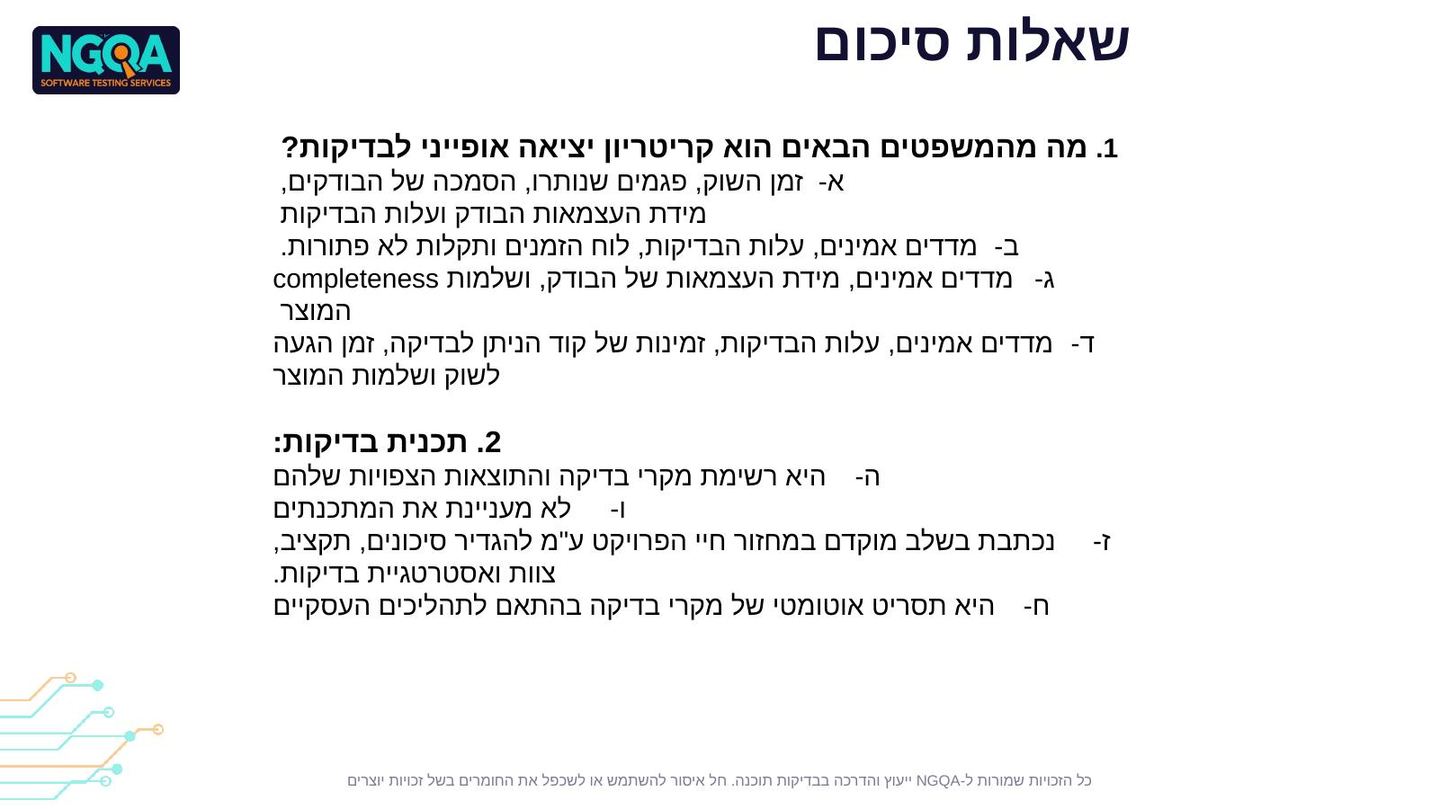 NGQA
SOFTWARE TESTING SERVICES
שאלות סיכום
1. מה מהמשפטים הבאים הוא קריטריון יציאה אופייני לבדיקות?
א- זמן השוק, פגמים שנותרו, הסמכה של הבודקים,
מידת העצמאות הבודק ועלות הבדיקות
ב- מדדים אמינים, עלות הבדיקות, לוח הזמנים ותקלות לא פתורות.
ג- מדדים אמינים, מידת העצמאות של הבודק, ושלמות completeness
המוצר
ד- מדדים אמינים, עלות הבדיקות, זמינות של קוד הניתן לבדיקה, זמן הגעה
לשוק ושלמות המוצר
2. תכנית בדיקות:
ה- היא רשימת מקרי בדיקה והתוצאות הצפויות שלהם
ו- לא מעניינת את המתכנתים
ז- נכתבת בשלב מוקדם במחזור חיי הפרויקט ע"מ להגדיר סיכונים, תקציב,
צוות ואסטרטגיית בדיקות.
ח- היא תסריט אוטומטי של מקרי בדיקה בהתאם לתהליכים העסקיים
כל הזכויות שמורות ל-NGQA ייעוץ והדרכה בבדיקות תוכנה. חל איסור להשתמש או לשכפל את החומרים בשל זכויות יוצרים